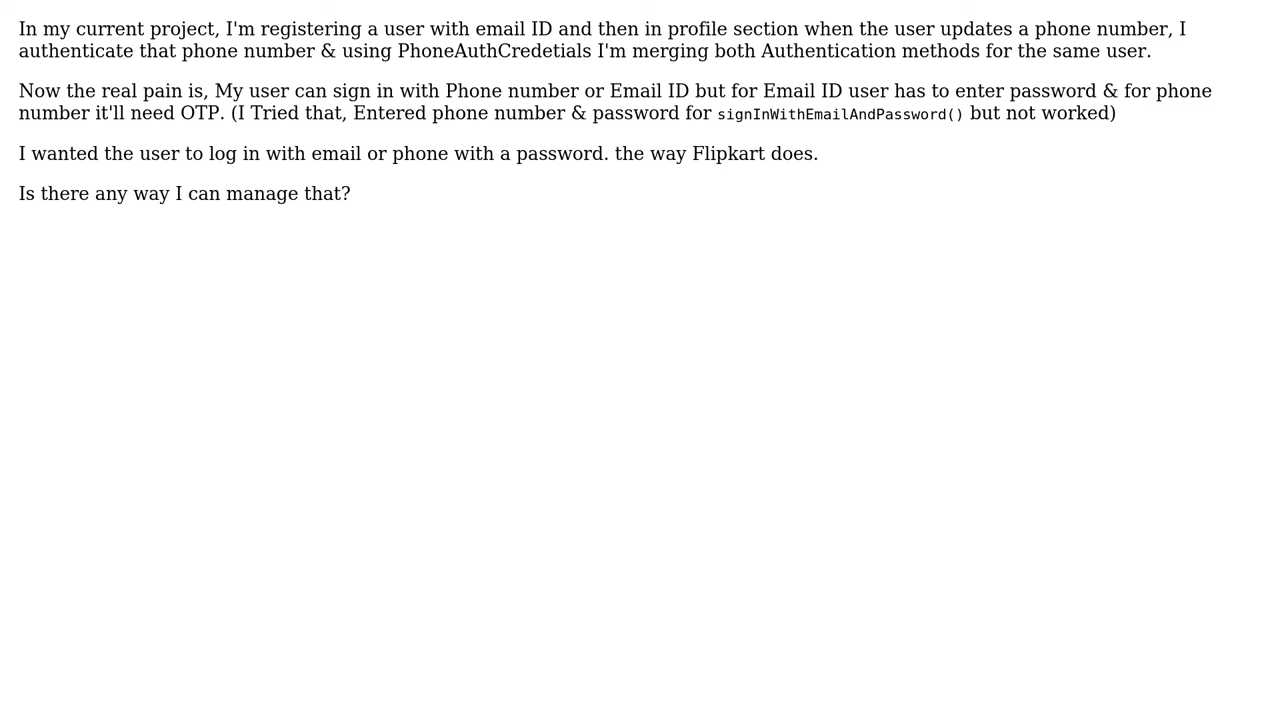 In my current project, I'm registering a user with email ID and then in profile section when the user updates a phone number, I
authenticate that phone number & using PhoneAuthCredetials I'm merging both Authentication methods for the same user.
Now the real pain is, My user can sign in with Phone number or Email ID but for Email ID user has to enter password & for phone
number it'll need OTP. (I Tried that, Entered phone number & password for signInWithEmailAndPassword() but not worked)
I wanted the user to log in with email or phone with a password. the way Flipkart does.
Is there any way I can manage that?